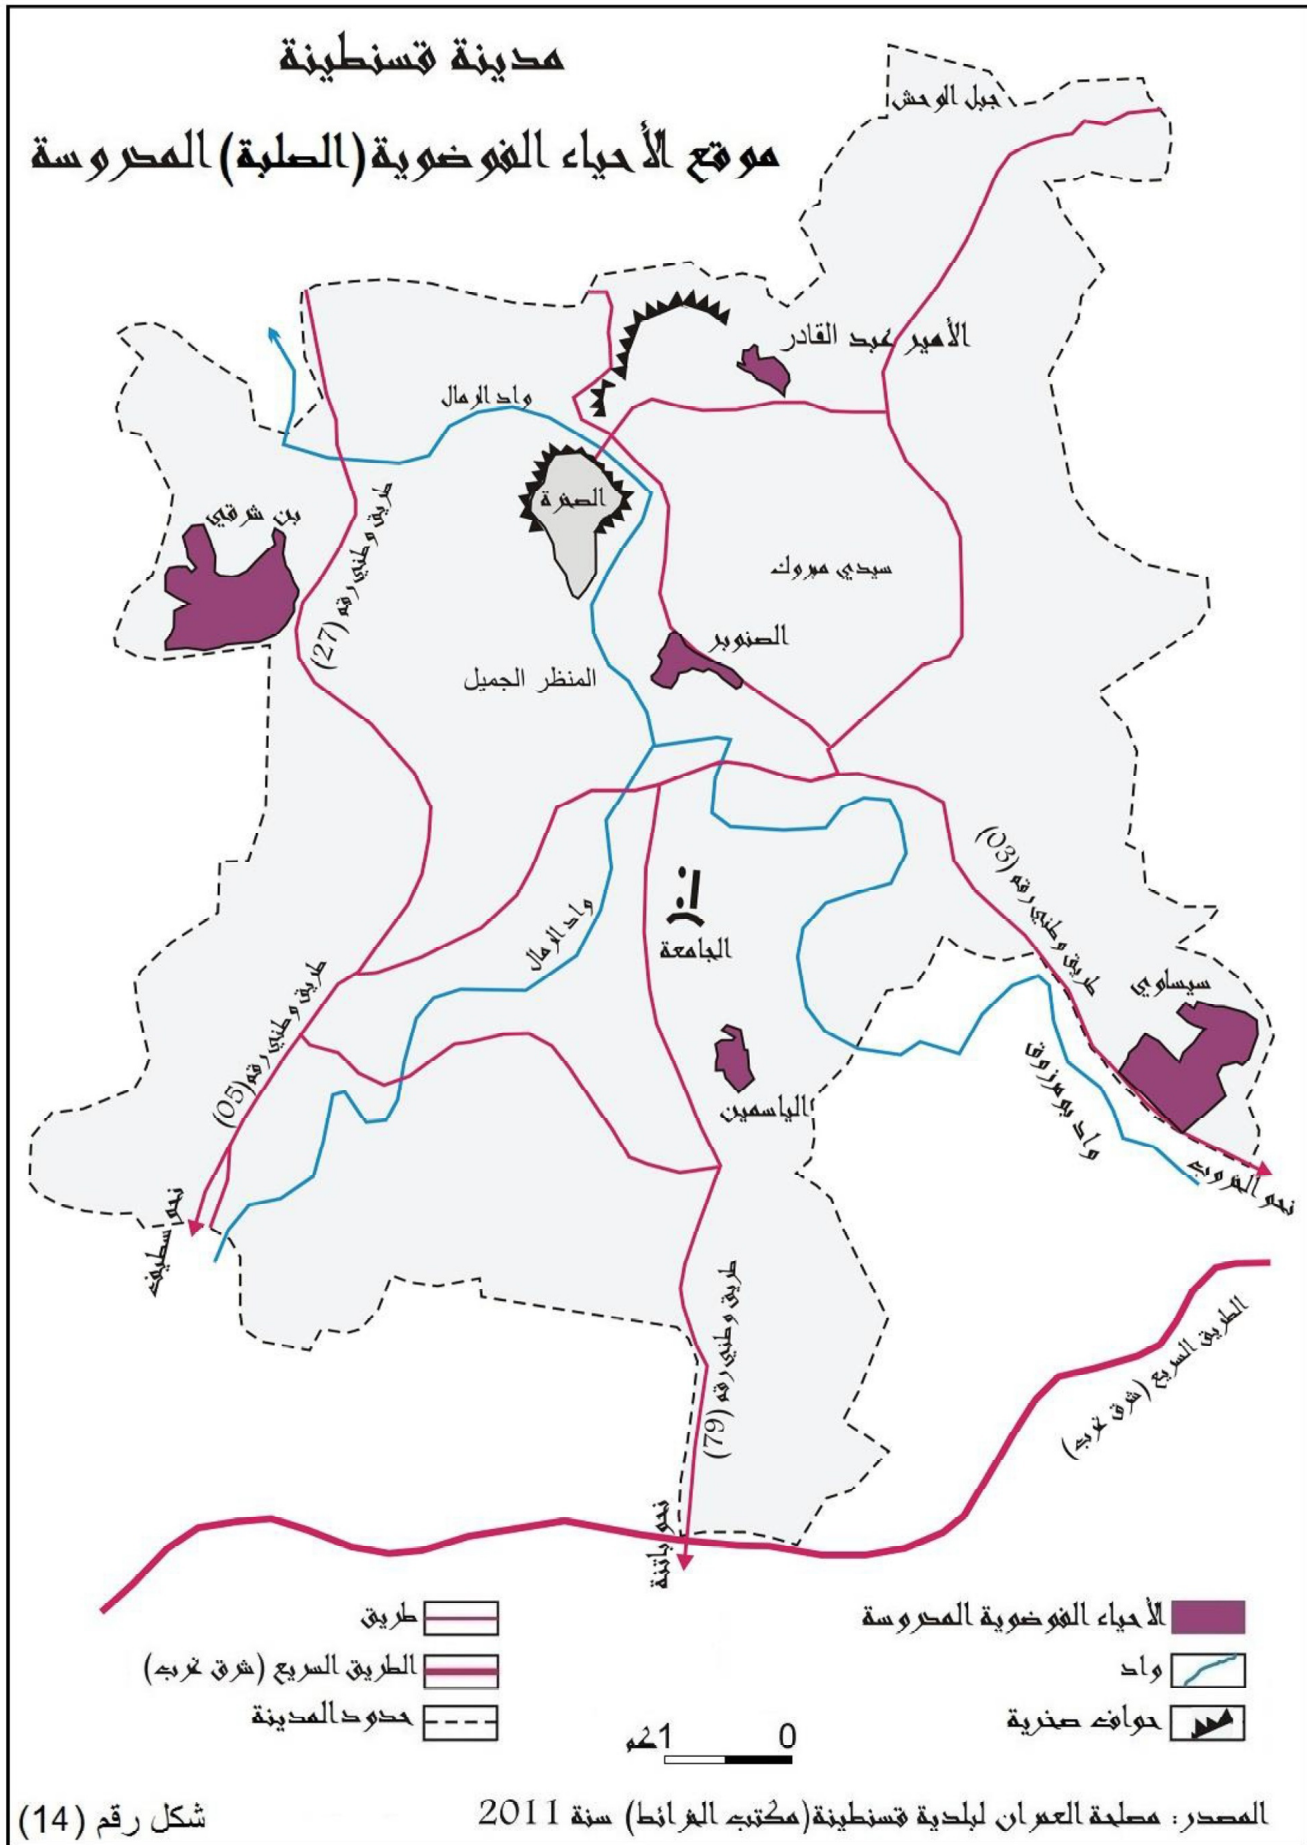 مدينة قسنطينة
موقع الأحياء الفوضوية (الصلبة) المدروسة
جبل الوحش
الأمير عبد القادر
واد الرمال
الصخرة
بن شرقي
طريق وطني رقم (27)
سيدي مبروك
الصنوبر
المنظر الجميل
طريق وطني رقم (03)
الجامعة
واد الرمال
سيساوي
طريق وطني رقم (05)
واد بومرزوق
الياسمين
نحو الخروب
نحو سطيف
طريق وطني رقم (79)
الطريق السريع (شرق غرب)
نحو باتنة
الأحياء الفوضوية المدروسة
طريق
واد
الطريق السريع (شرق غرب)
حواف صخرية
حدود المدينة
0 1كم
المصدر: مصلحة العمران لبلدية قسنطينة (مكتب الخرائط) سنة 2011
شكل رقم (14)